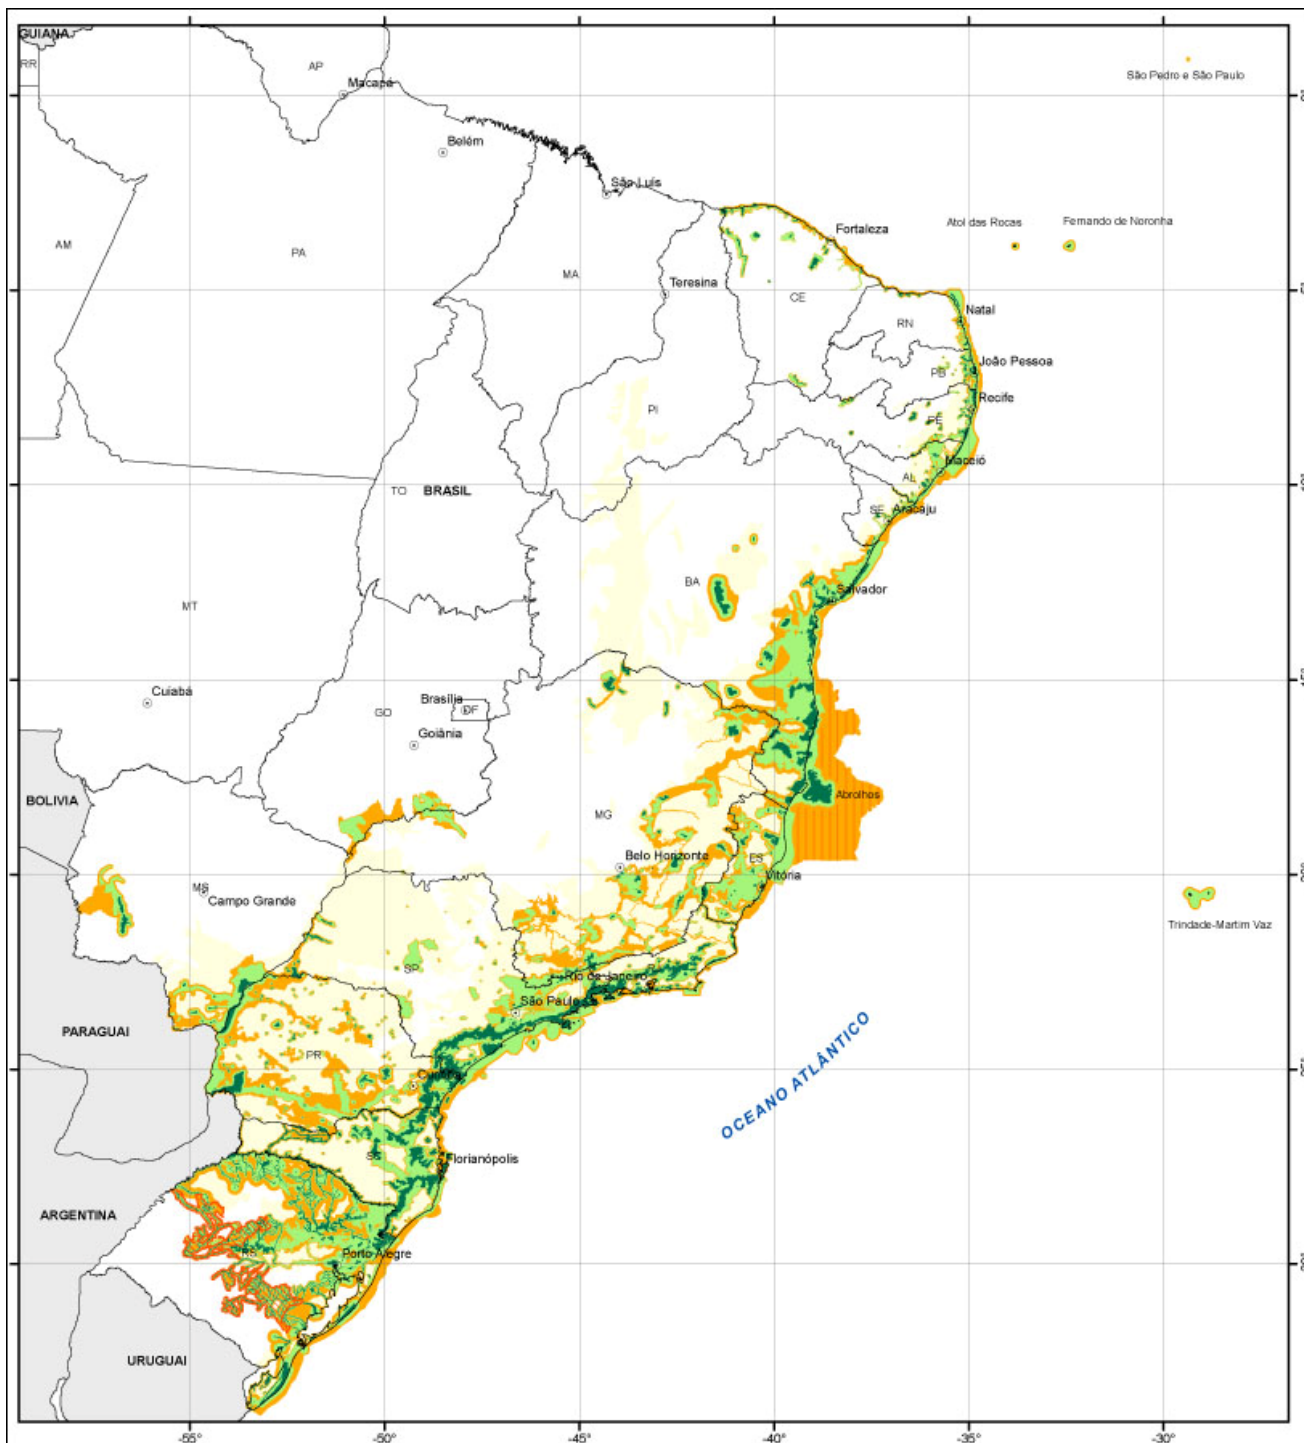 GUIANA
RR
AP
São Pedro e São Paulo
Macapá
Belém
São Luís
Atol das Rocas
Fernando de Noronha
Fortaleza
AM
PA
MA
Teresina
CE
Natal
RN
João Pessoa
PB
Recife
PI
PE
Maceió
AL
TO
BRASIL
SE
Aracaju
BA
Salvador
MT
Cuiabá
Brasília
DF
GO
Goiânia
BOLIVIA
Abrolhos
MG
Belo Horizonte
ES
Vitória
MS
Campo Grande
Trindade-Martim Vaz
SP
Rio de Janeiro
São Paulo
PARAGUAI
OCEANO ATLÂNTICO
PR
Curitiba
SC
Florianópolis
ARGENTINA
RS
Porto Alegre
URUGUAI
-55°
-50°
-45°
-40°
-35°
-30°